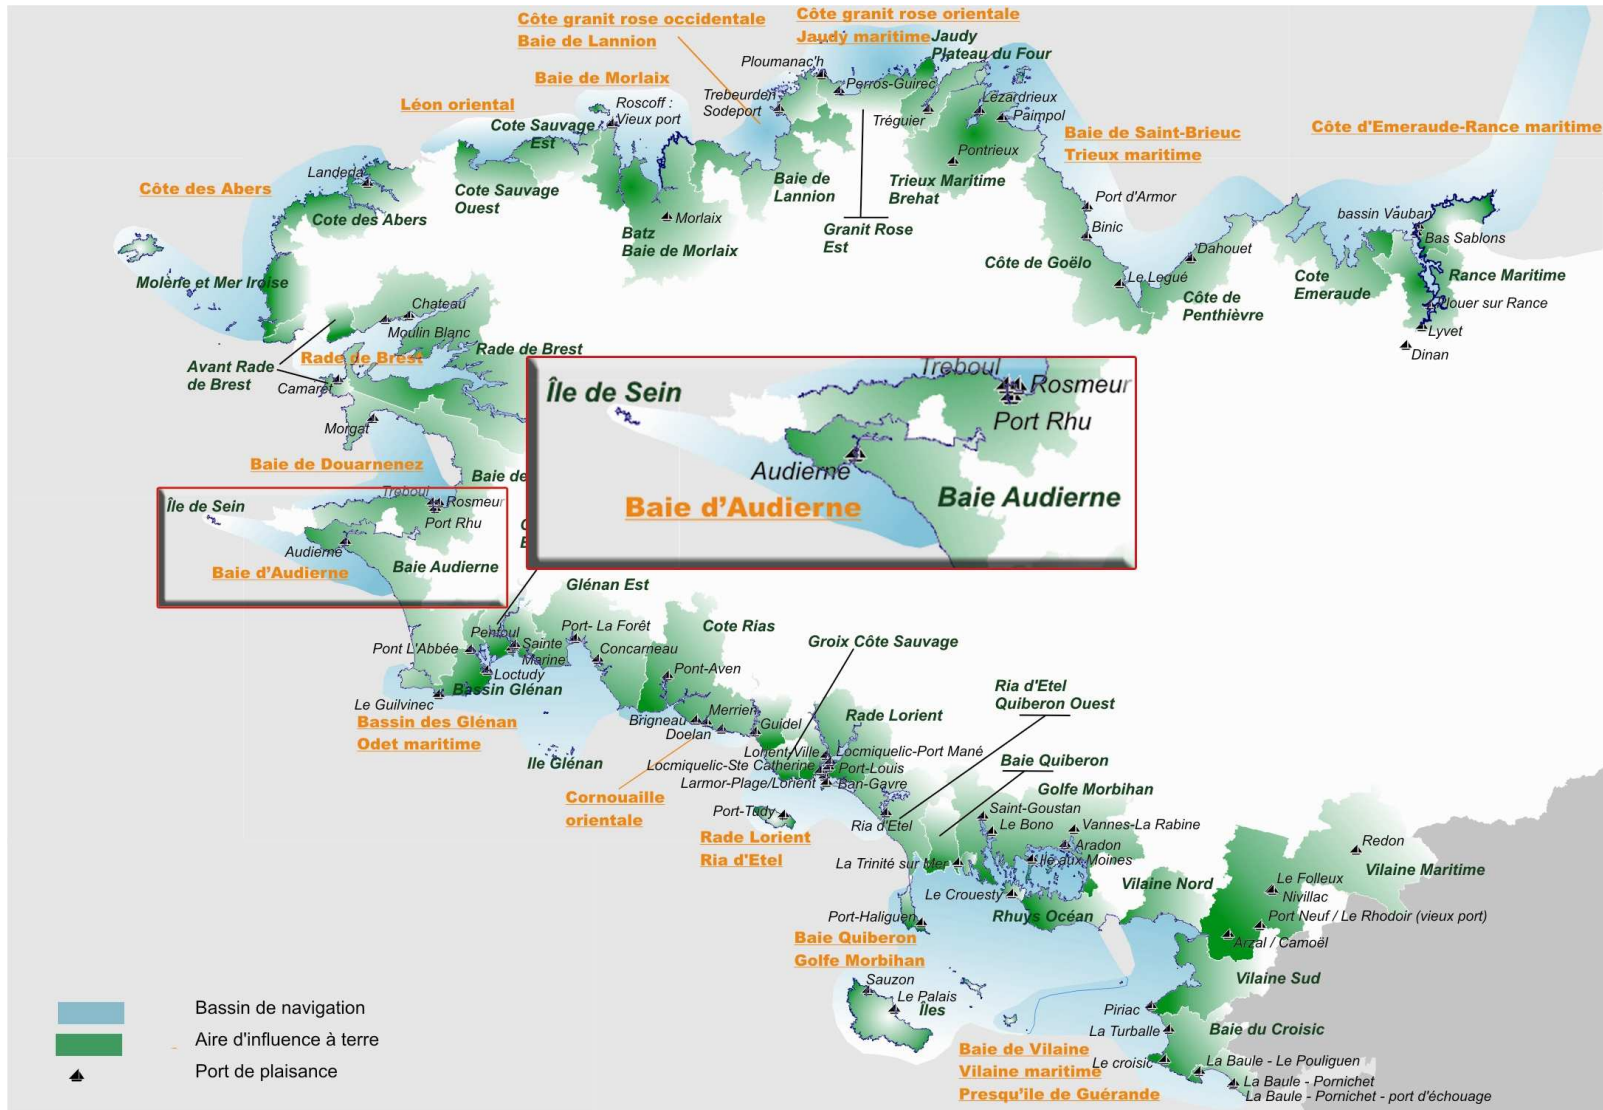 Côte granit rose occidentale
Baie de Lannion
Côte granit rose orientale
Jaudy maritime
Jaudy
Plateau du Four
Ploumanac'h
Perros-Guirec
Baie de Morlaix
Trebeurden
Sodeport
Léon oriental
Roscoff :
Vieux port
Cote Sauvage
Est
Lézardrieux
Paimpol
Tréguier
Baie de Saint-Brieuc
Trieux maritime
Côte d'Emeraude-Rance maritime
Pontrieux
Landeda
Côte des Abers
Cote Sauvage
Ouest
Baie de
Lannion
Trieux Maritime
Brehat
Port d'Armor
Cote des Abers
Morlaix
Batz
Baie de Morlaix
Granit Rose
Est
Binic
bassin Vauban
Bas Sablons
Dahouet
Côte de Goëlo
Le Legué
Cote
Emeraude
Rance Maritime
Molène et Mer Iroise
Côte de
Penthièvre
Plouer sur Rance
Lyvet
Dinan
Chateau
Moulin Blanc
Rade de Brest
Rade de Brest
Avant Rade
de Brest
Camaret
Morgat
Baie de Douarnenez
Baie de
Treboul
Rosmeur
Port Rhu
Île de Sein
Audierne
Baie d'Audierne
Baie Audierne
Île de Sein
Treboul
Rosmeur
Port Rhu
Audierne
Baie d'Audierne
Baie Audierne
Glénan Est
Port- La Forêt
Cote Rias
Penfoul
Sainte
Marine
Pont L'Abbée
Concarneau
Groix Côte Sauvage
Loctudy
Pont-Aven
Bassin Glénan
Le Guilvinec
Ria d'Etel
Quiberon Ouest
Bassin des Glénan
Odet maritime
Brigneau
Merrien
Doelan
Guidel
Rade Lorient
Ile Glénan
Lorient-Ville
Locmiquelic-Port Mané
Locmiquelic-Ste Catherine
Port-Louis
Larmor-Plage/Lorient
Ban-Gavre
Baie Quiberon
Golfe Morbihan
Cornouaille
orientale
Port-Tudy
Ria d'Etel
Saint-Goustan
Le Bono
Vannes-La Rabine
Aradon
Rade Lorient
Ria d'Etel
La Trinité sur Mer
Ile aux Moines
Redon
Vilaine Maritime
Le Crouesty
Vilaine Nord
Le Folleux
Nivillac
Port-Haliguen
Rhuys Océan
Port Neuf / Le Rhodoir (vieux port)
Arzal / Camoël
Baie Quiberon
Golfe Morbihan
Sauzon
Le Palais
Îles
Vilaine Sud
Piriac
La Turballe
Baie du Croisic
Bassin de navigation
Aire d'influence à terre
Port de plaisance
Baie de Vilaine
Vilaine maritime
Presqu'ile de Guérande
Le croisic
La Baule - Le Pouliguen
La Baule - Pornichet
La Baule - Pornichet - port d'échouage